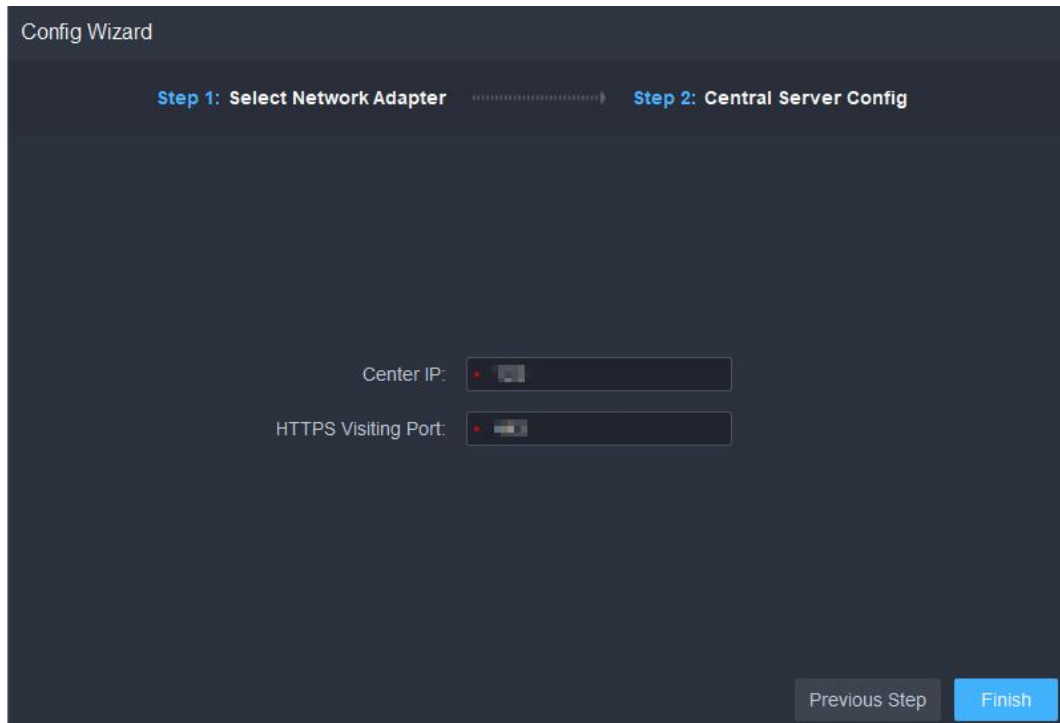 Config Wizard
Step 1: Select Network Adapter Step 2: Central Server Config
Center IP:
HTTPS Visiting Port:
Previous Step Finish